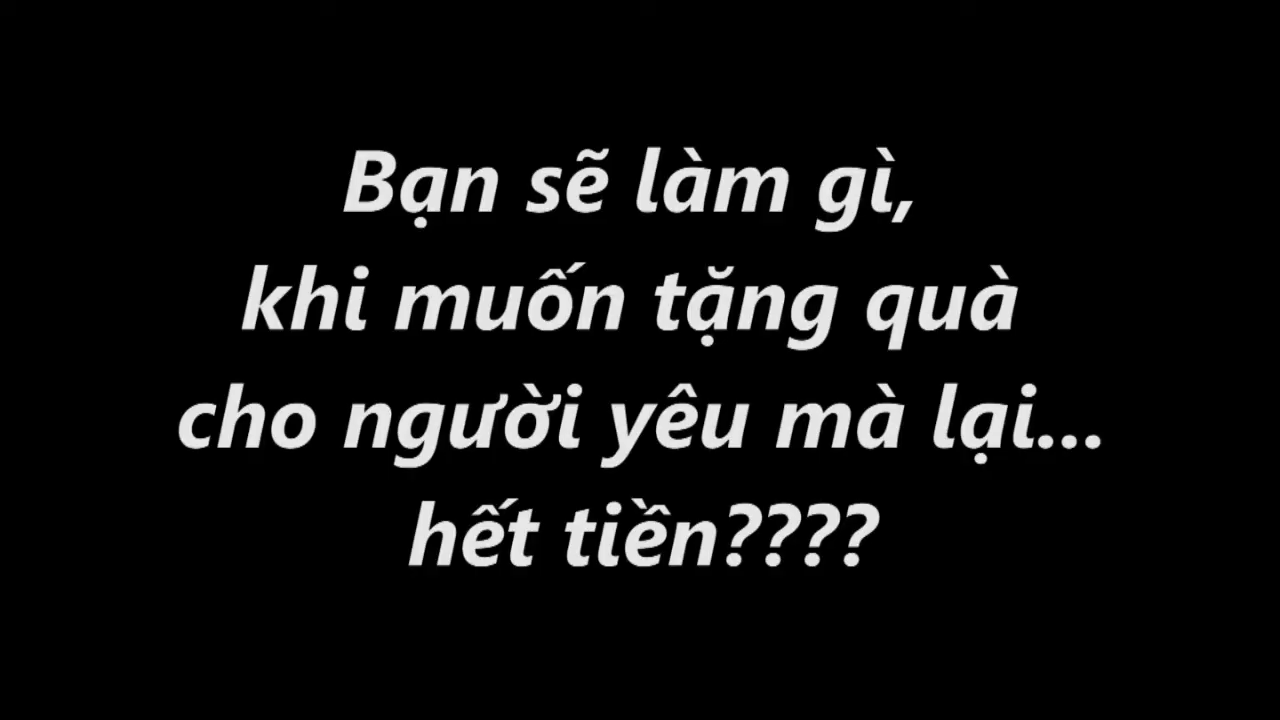 Bạn sẽ làm gì,
khi muốn tặng quà
cho người yêu mà lại...
hết tiền????